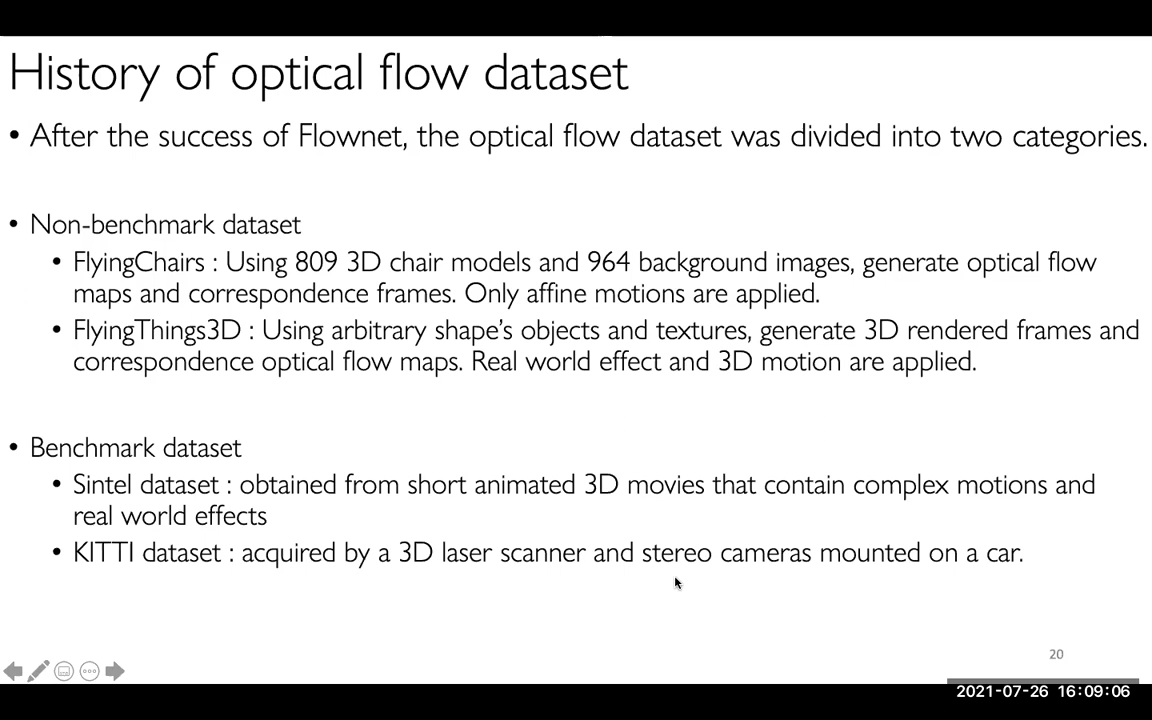 History of optical flow dataset
• After the success of Flownet, the optical flow dataset was divided into two categories.
• Non-benchmark dataset
• FlyingChairs : Using 809 3D chair models and 964 background images, generate optical flow
maps and correspondence frames. Only affine motions are applied.
• FlyingThings3D : Using arbitrary shape's objects and textures, generate 3D rendered frames and
correspondence optical flow maps. Real world effect and 3D motion are applied.
• Benchmark dataset
• Sintel dataset : obtained from short animated 3D movies that contain complex motions and
real world effects
• KITTI dataset : acquired by a 3D laser scanner and stereo cameras mounted on a car.
20
2021-07-26 16:09:06